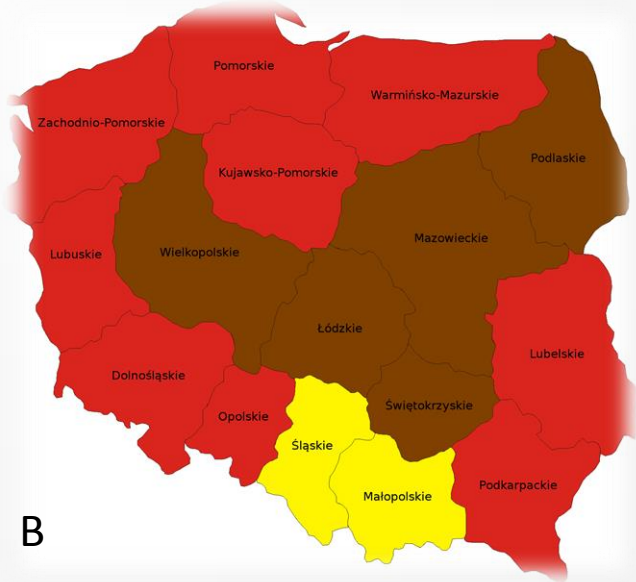 Pomorskie
Warmińsko-Mazurskie
Zachodnio-Pomorskie
Podlaskie
Kujawsko-Pomorskie
Mazowieckie
Lubuskie
Wielkopolskie
Łódzkie
Lubelskie
Dolnośląskie
Świętokrzyskie
Opolskie
Śląskie
Podkarpackie
Małopolskie
B